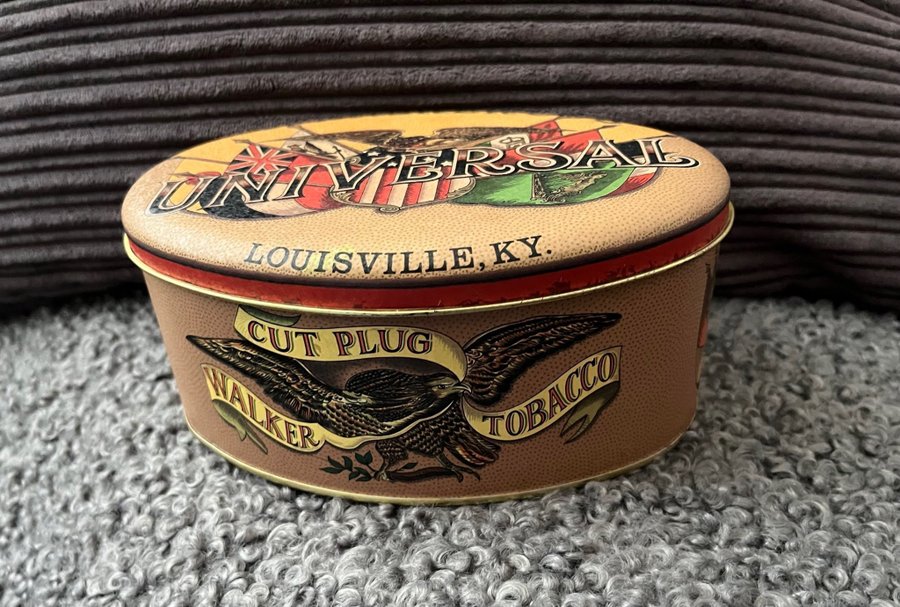 UNIVERSAL
LOUISVILLE, KY.
CUT PLUG
WALKER TOBACCO